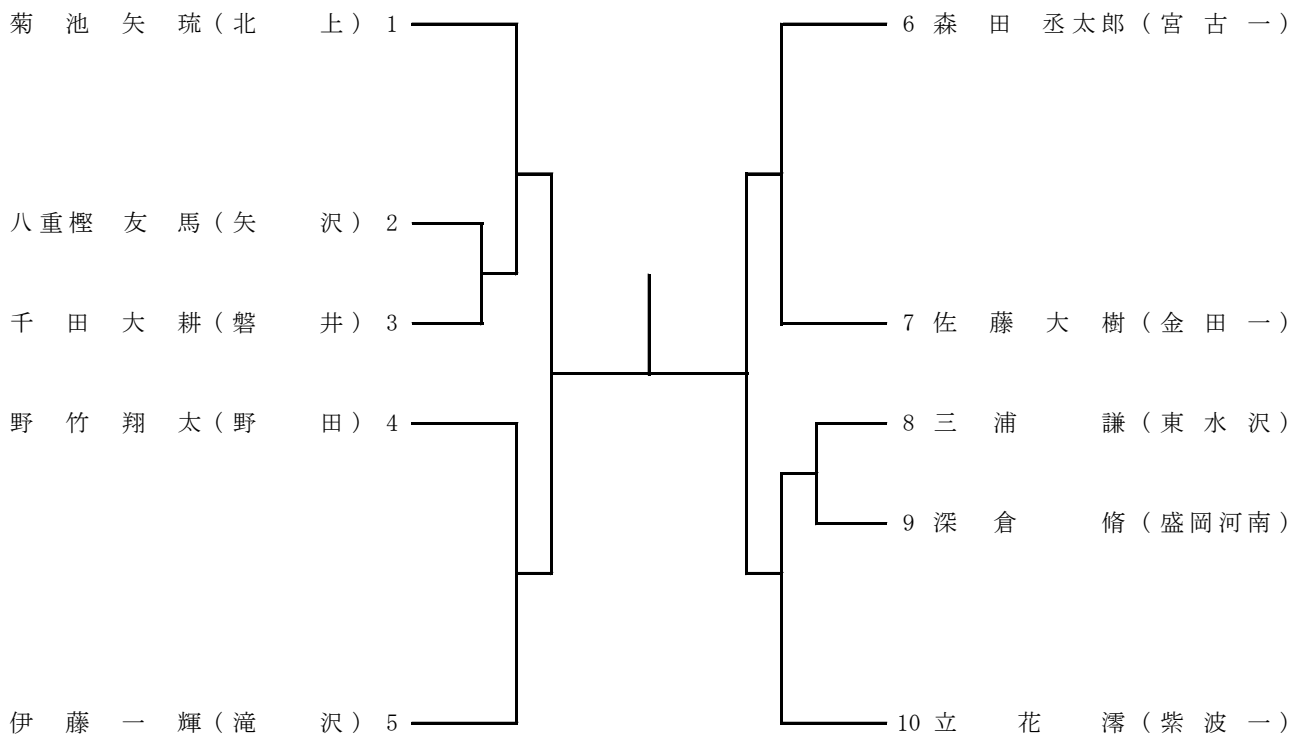 菊池矢琉(北上) 1
八重樫友馬(矢沢) 2
千田大耕(磐井) 3
野竹翔太(野田) 4
伊藤一輝(滝沢) 5
6 森田丞太郎(宮古一)
7 佐藤大樹(金田一)
8 三浦謙(東水沢)
9 深倉脩(盛岡河南)
10 立花澪(紫波一)